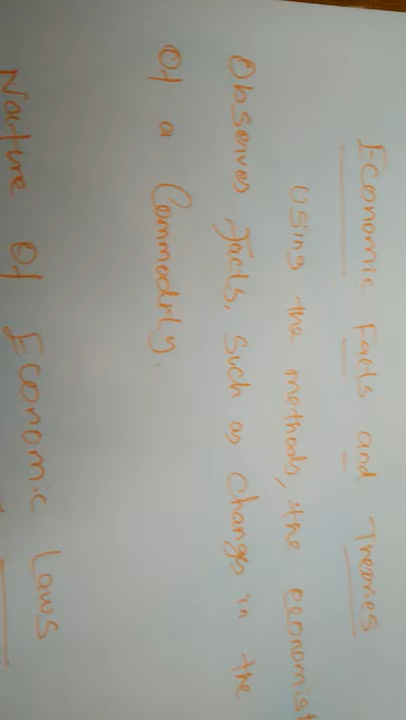 Economic Facts and Theories
Using the methods, the economist
Observes facts, such as changes in the
Of a Commodity.
Nature Of Economic Laws